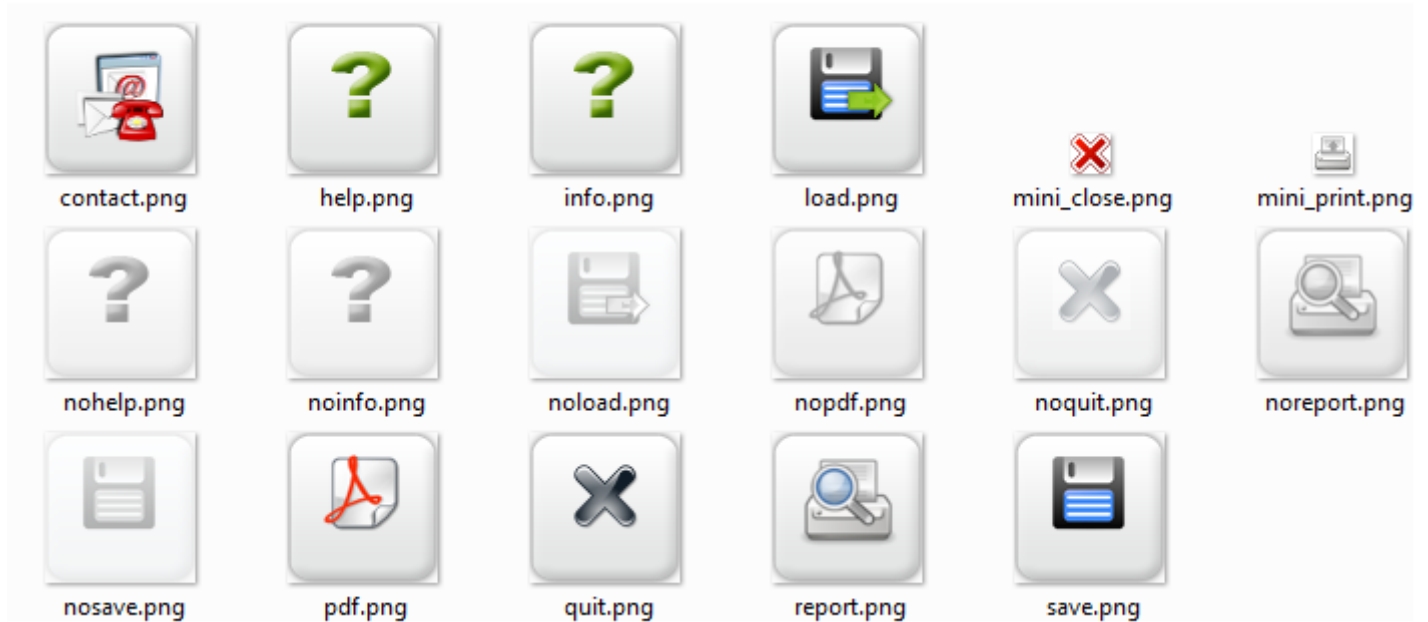 contact.png
help.png
info.png
load.png
mini_close.png
mini_print.png
nohelp.png
noinfo.png
noload.png
nopdf.png
noquit.png
noreport.png
nosave.png
pdf.png
quit.png
report.png
save.png